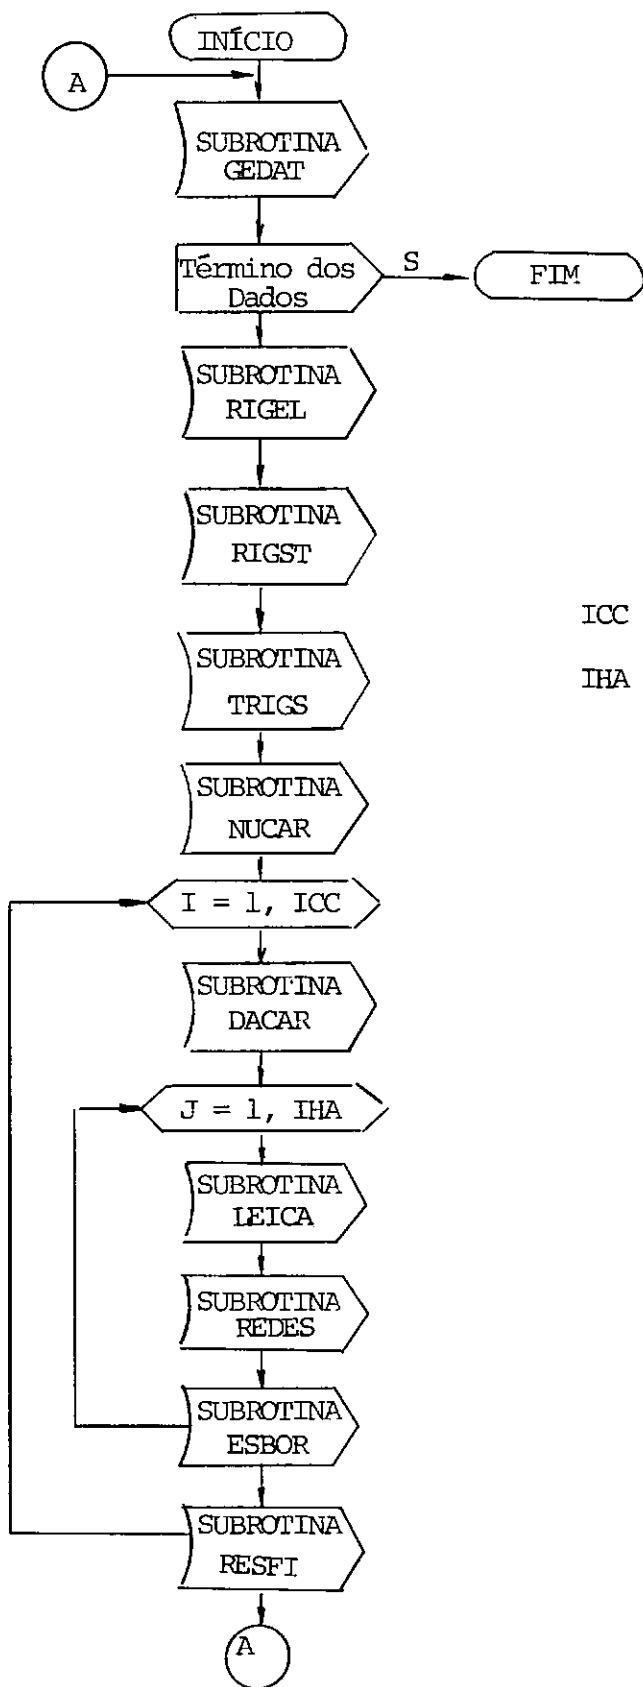 INÍCIO
A
SUBROTINA
GEDAT
Término dos
Dados
S
FIM
SUBROTINA
RIGEL
SUBROTINA
RIGST
ICC
IHA
SUBROTINA
TRIGS
SUBROTINA
NUCAR
I = 1, ICC
SUBROTINA
DACAR
J = 1, IHA
SUBROTINA
LEICA
SUBROTINA
REDES
SUBROTINA
ESBOR
SUBROTINA
RESFI
A